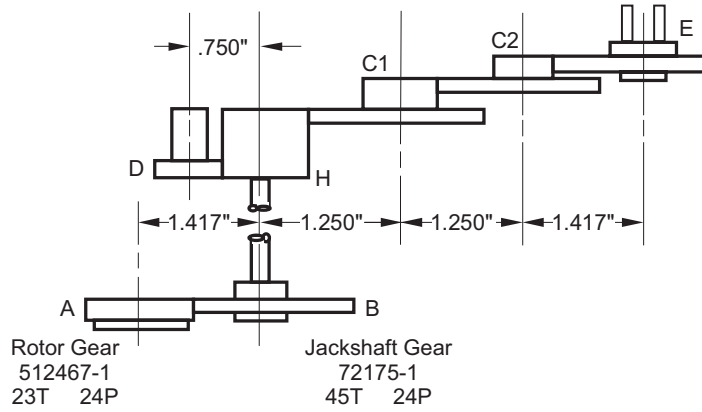 E
C2
.750"
C1
D
H
1.417" 1.250" 1.250" 1.417"
A
B
Rotor Gear
512467-1
23T 24P
Jackshaft Gear
72175-1
45T 24P